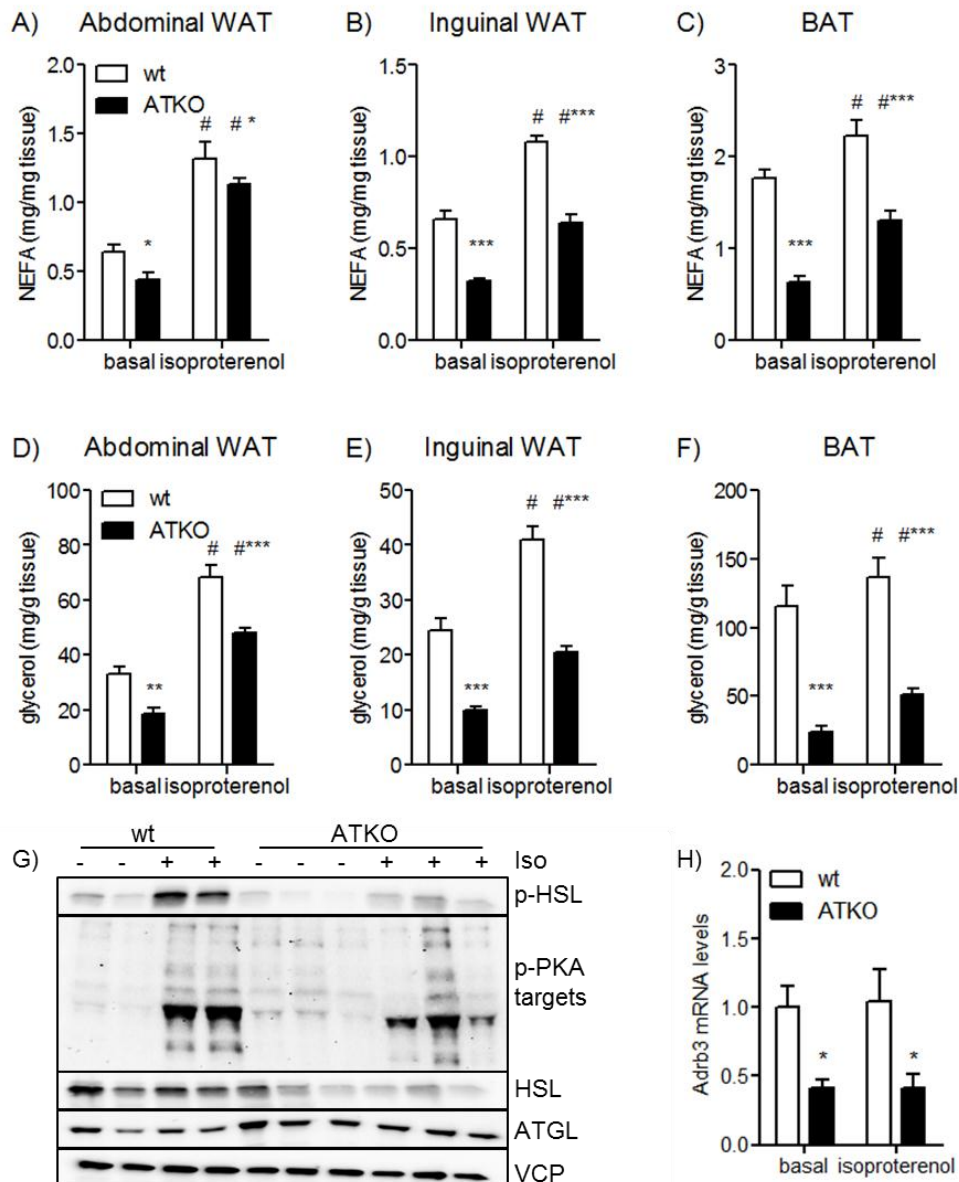 A) Abdominal WAT
NEFA (mg/mg tissue)
2.0
1.5
1.0
0.5
0.0
wt
ATKO
# # *
*
basal isoproterenol
B) Inguinal WAT
NEFA (mg/mg tissue)
1.5
1.0
0.5
0.0
# #***
***
basal isoproterenol
C) BAT
NEFA (mg/mg tissue)
3
2
1
0
# #***
***
basal isoproterenol
D) Abdominal WAT
glycerol (mg/g tissue)
100
80
60
40
20
0
wt
ATKO
# #***
**
basal isoproterenol
E) Inguinal WAT
glycerol (mg/g tissue)
50
40
30
20
10
0
# #***
***
basal isoproterenol
F) BAT
glycerol (mg/g tissue)
200
150
100
50
0
# #***
***
basal isoproterenol
G) wt ATKO
- - + + - - - + + + Iso
p-HSL
p-PKA
targets
HSL
ATGL
VCP
H)
Adrb3 mRNA levels
2.0
1.5
1.0
0.5
0.0
wt
ATKO
* *
basal isoproterenol